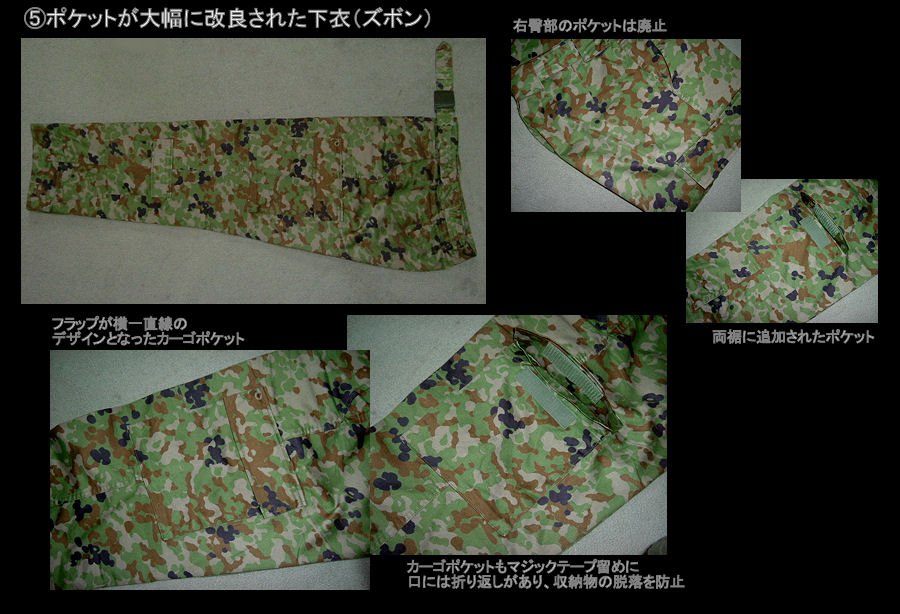 ⑤ポケットが大幅に改良された下衣(ズボン)
右臀部のポケットは廃止
両裾に追加されたポケット
フラップが横一直線の
デザインとなったカーゴポケット
カーゴポケットもマジックテープ留めに
口には折り返しがあり、収納物の脱落を防止